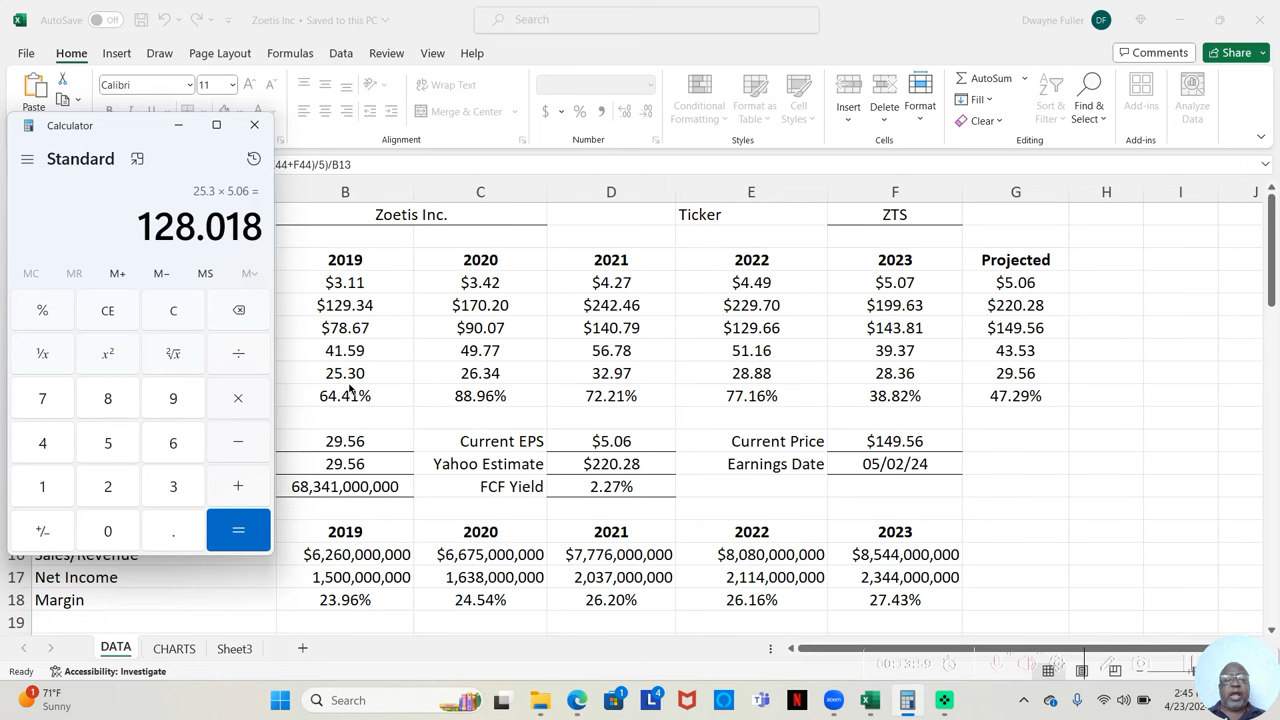 AutoSave Off Zoetis Inc - Saved to this PC Search Dwayne Fuller DF
File Home Insert Draw Page Layout Formulas Data Review View Help Comments Share
Paste Calibri 11 A A Wrap Text Conditional Formatting Format as Table Cell Styles Insert Delete Format AutoSum Fill Clear Sort & Filter Find & Select Add-ins Analyze Data
B I U Merge & Center $ % 9
Alignment Number Styles Cells Editing Add-ins
Calculator
44+F44)/5)/B13
Standard
25.3 × 5.06 =
128.018
MC MR M+ M− MS M
% CE C
¹/x x² ²√x ÷
7 8 9 ×
4 5 6 −
1 2 3 +
+/− 0 . =
B C D E F G H I J
Zoetis Inc. Ticker ZTS
2019 2020 2021 2022 2023 Projected
$3.11 $3.42 $4.27 $4.49 $5.07 $5.06
$129.34 $170.20 $242.46 $229.70 $199.63 $220.28
$78.67 $90.07 $140.79 $129.66 $143.81 $149.56
41.59 49.77 56.78 51.16 39.37 43.53
25.30 26.34 32.97 28.88 28.36 29.56
64.41% 88.96% 72.21% 77.16% 38.82% 47.29%
29.56 Current EPS $5.06 Current Price $149.56
29.56 Yahoo Estimate $220.28 Earnings Date 05/02/24
68,341,000,000 FCF Yield 2.27%
2019 2020 2021 2022 2023
16 Sales/Revenue $6,260,000,000 $6,675,000,000 $7,776,000,000 $8,080,000,000 $8,544,000,000
17 Net Income 1,500,000,000 1,638,000,000 2,037,000,000 2,114,000,000 2,344,000,000
18 Margin 23.96% 24.54% 26.20% 26.16% 27.43%
19
DATA CHARTS Sheet3
Ready Accessibility: Investigate 00:13:59
71°F
Sunny
Search
2:45
4/23/20